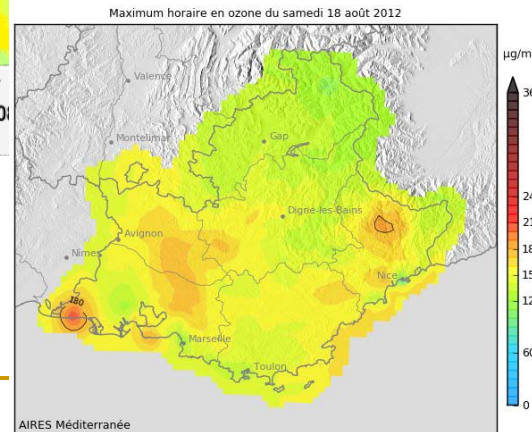 Maximum horaire en ozone du samedi 18 août 2012
µg/m
Valence
36
Montelimar
Gap
24
21
Digne-les-Bains
18
Avignon
15
Nîmes
Nice
12
180
60
Marseille
Toulon
0
AIRES Méditerranée